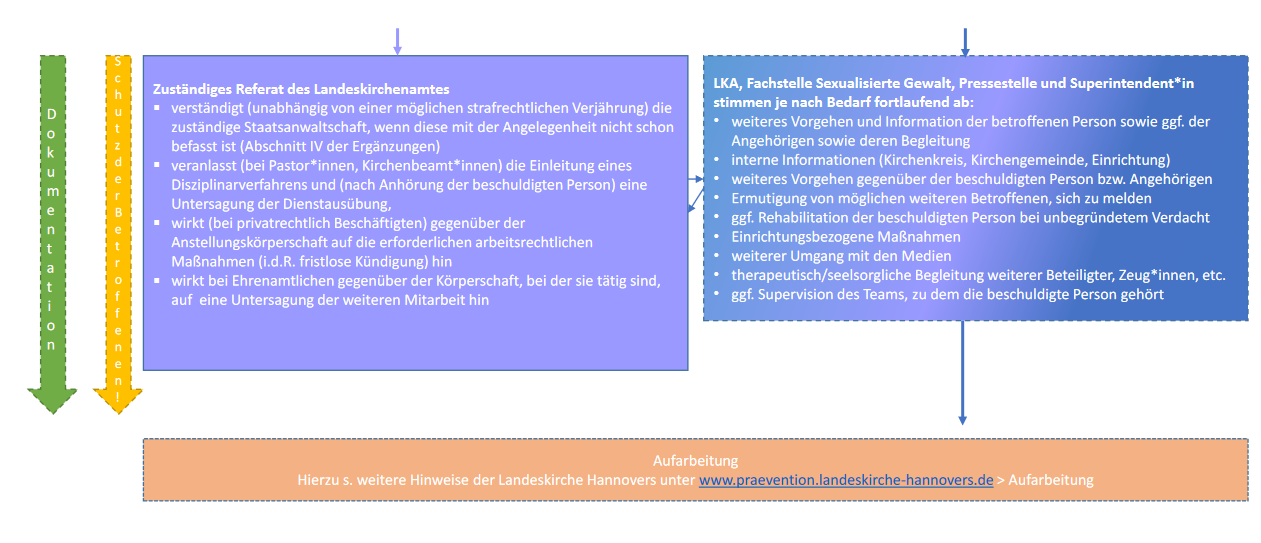 Dokumentation
Schutz der Betroffenen!
Zuständiges Referat des Landeskirchenamtes
▪ verständigt (unabhängig von einer möglichen strafrechtlichen Verjährung) die
zuständige Staatsanwaltschaft, wenn diese mit der Angelegenheit nicht schon
befasst ist (Abschnitt IV der Ergänzungen)
▪ veranlasst (bei Pastor*innen, Kirchenbeamt*innen) die Einleitung eines
Disziplinarverfahrens und (nach Anhörung der beschuldigten Person) eine
Untersagung der Dienstausübung,
▪ wirkt (bei privatrechtlich Beschäftigten) gegenüber der
Anstellungskörperschaft auf die erforderlichen arbeitsrechtlichen
Maßnahmen (i.d.R. fristlose Kündigung) hin
▪ wirkt bei Ehrenamtlichen gegenüber der Körperschaft, bei der sie tätig sind,
auf eine Untersagung der weiteren Mitarbeit hin
LKA, Fachstelle Sexualisierte Gewalt, Pressestelle und Superintendent*in
stimmen je nach Bedarf fortlaufend ab:
• weiteres Vorgehen und Information der betroffenen Person sowie ggf. der
Angehörigen sowie deren Begleitung
• interne Informationen (Kirchenkreis, Kirchengemeinde, Einrichtung)
• weiteres Vorgehen gegenüber der beschuldigten Person bzw. Angehörigen
• Ermutigung von möglichen weiteren Betroffenen, sich zu melden
• ggf. Rehabilitation der beschuldigten Person bei unbegründetem Verdacht
• Einrichtungsbezogene Maßnahmen
• weiterer Umgang mit den Medien
• therapeutisch/seelsorgliche Begleitung weiterer Beteiligter, Zeug*innen, etc.
• ggf. Supervision des Teams, zu dem die beschuldigte Person gehört
Aufarbeitung
Hierzu s. weitere Hinweise der Landeskirche Hannovers unter www.praevention.landeskirche-hannovers.de > Aufarbeitung